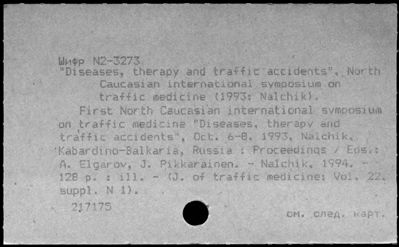 Шифр N2-3273
"Diseases, therapy and traffic accidents", North
Caucasian international symposium on
traffic medicine (1993; Nalchik).
First North Caucasian international symposium
on traffic medicine "Diseases, therapy and
traffic accidents", Oct. 6-8, 1993, Nalchik,
Kabardino-Balkaria, Russia : Proceedings / Eds.:
A. Elgarov, J. Pikkarainen. - Nalchik, 1994. -
128 p. : ill. - (J. of traffic medicine; Vol. 22,
suppl. N 1).
217175
см. след. карт.